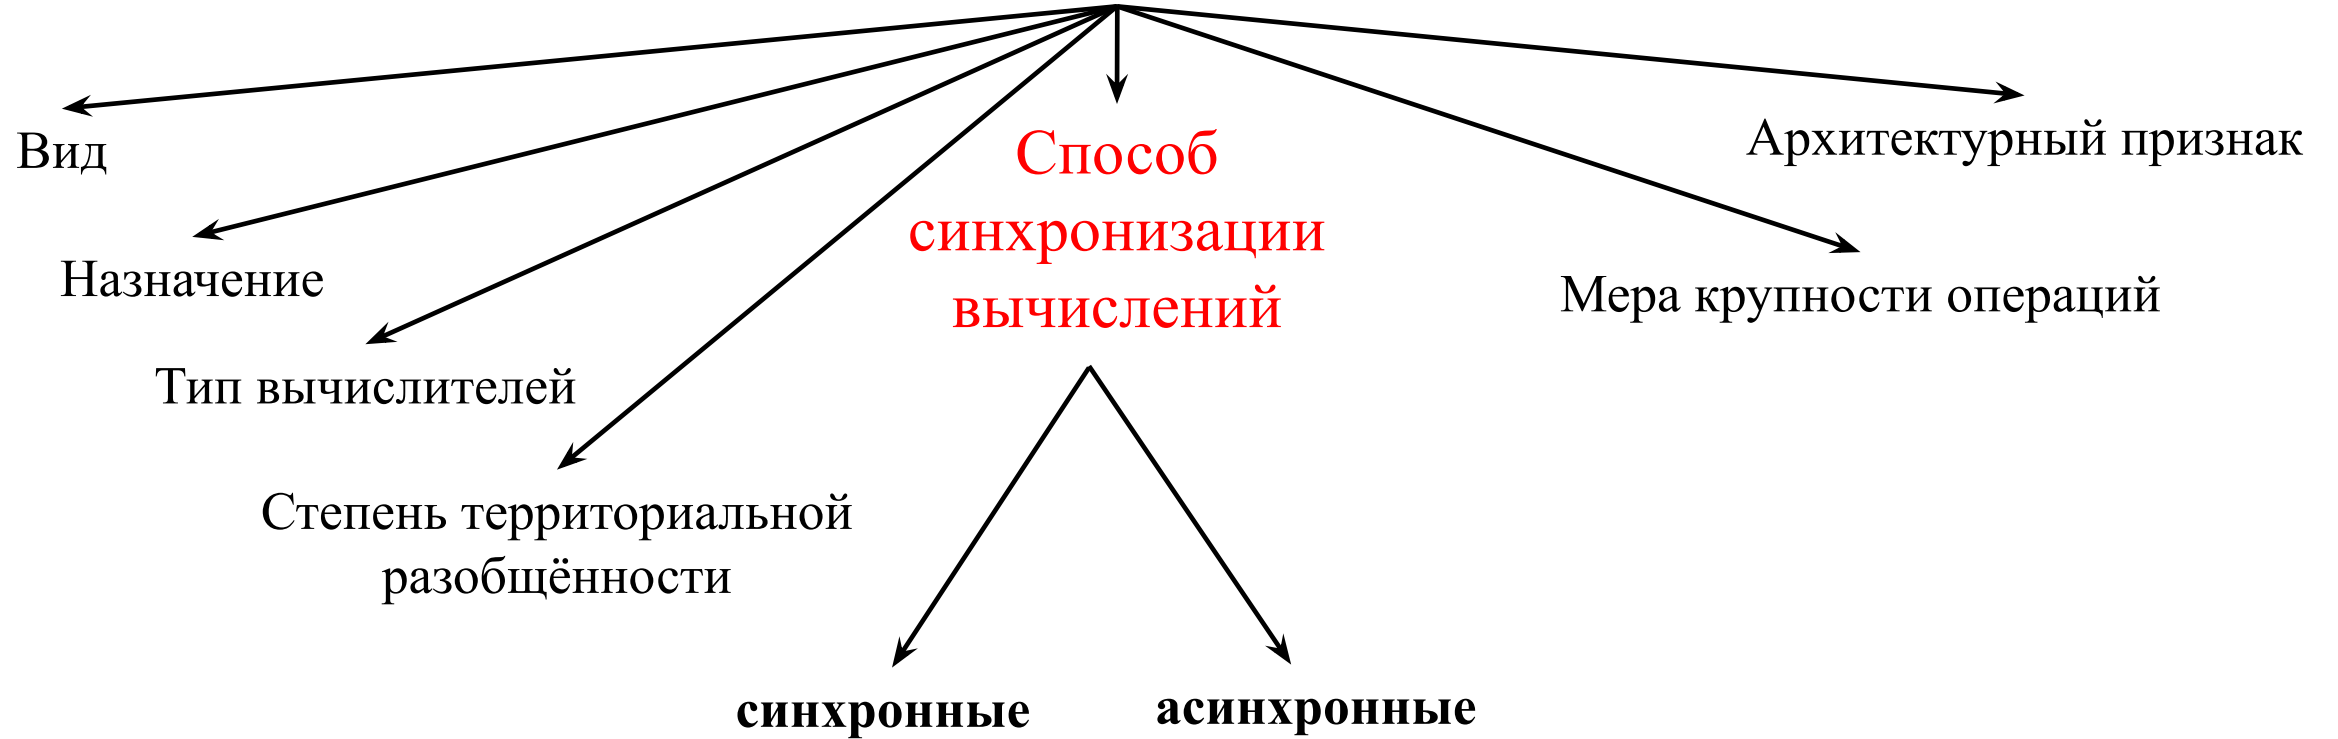 Вид
Назначение
Тип вычислителей
Степень территориальной
разобщённости
Способ
синхронизации
вычислений
синхронные
асинхронные
Мера крупности операций
Архитектурный признак